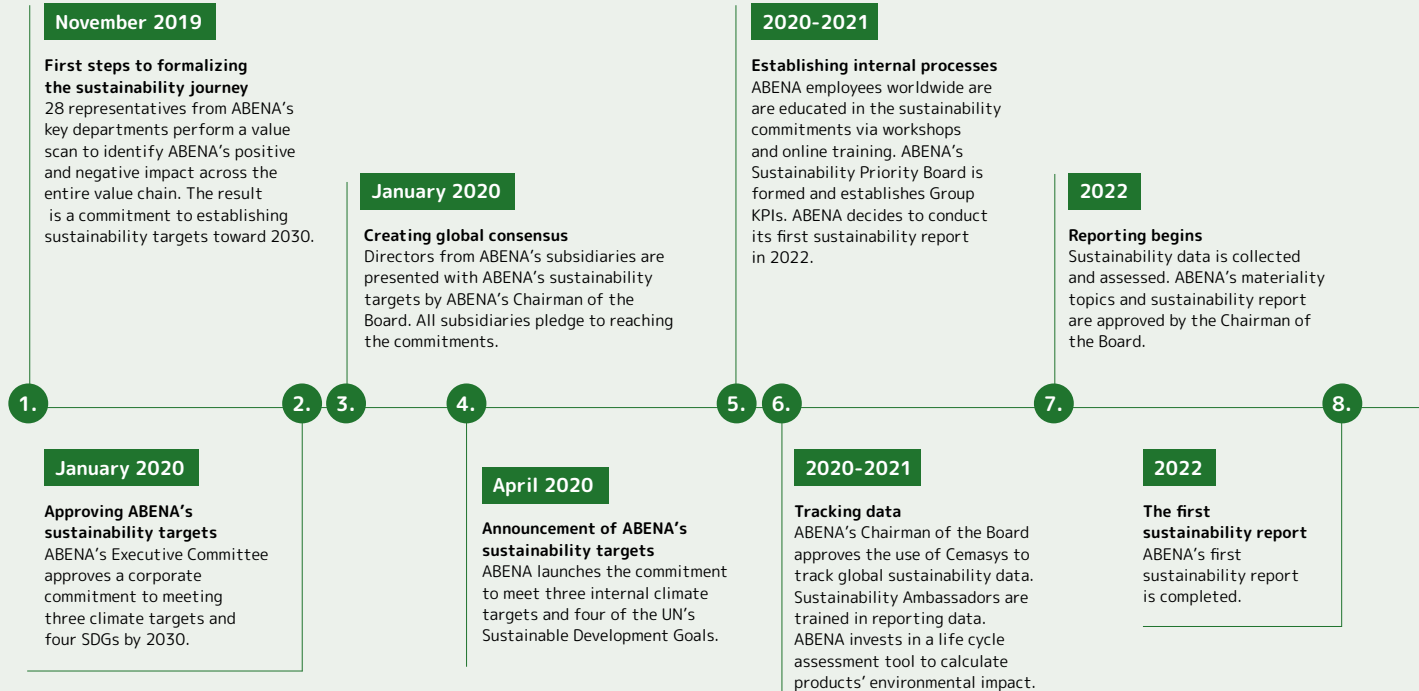 November 2019
First steps to formalizing
the sustainability journey
28 representatives from ABENA's
key departments perform a value
scan to identify ABENA's positive
and negative impact across the
entire value chain. The result
is a commitment to establishing
sustainability targets toward 2030.
January 2020
Creating global consensus
Directors from ABENA's subsidiaries are
presented with ABENA's sustainability
targets by ABENA's Chairman of the
Board. All subsidiaries pledge to reaching
the commitments.
2020-2021
Establishing internal processes
ABENA employees worldwide are
are educated in the sustainability
commitments via workshops
and online training. ABENA's
Sustainability Priority Board is
formed and establishes Group
KPIs. ABENA decides to conduct
its first sustainability report
in 2022.
2022
Reporting begins
Sustainability data is collected
and assessed. ABENA's materiality
topics and sustainability report
are approved by the Chairman of
the Board.
1.
2.
3.
4.
5.
6.
7.
8.
January 2020
Approving ABENA's
sustainability targets
ABENA's Executive Committee
approves a corporate
commitment to meeting
three climate targets and
four SDGs by 2030.
April 2020
Announcement of ABENA's
sustainability targets
ABENA launches the commitment
to meet three internal climate
targets and four of the UN's
Sustainable Development Goals.
2020-2021
Tracking data
ABENA's Chairman of the Board
approves the use of Cemasys to
track global sustainability data.
Sustainability Ambassadors are
trained in reporting data.
ABENA invests in a life cycle
assessment tool to calculate
products' environmental impact.
2022
The first
sustainability report
ABENA's first
sustainability report
is completed.